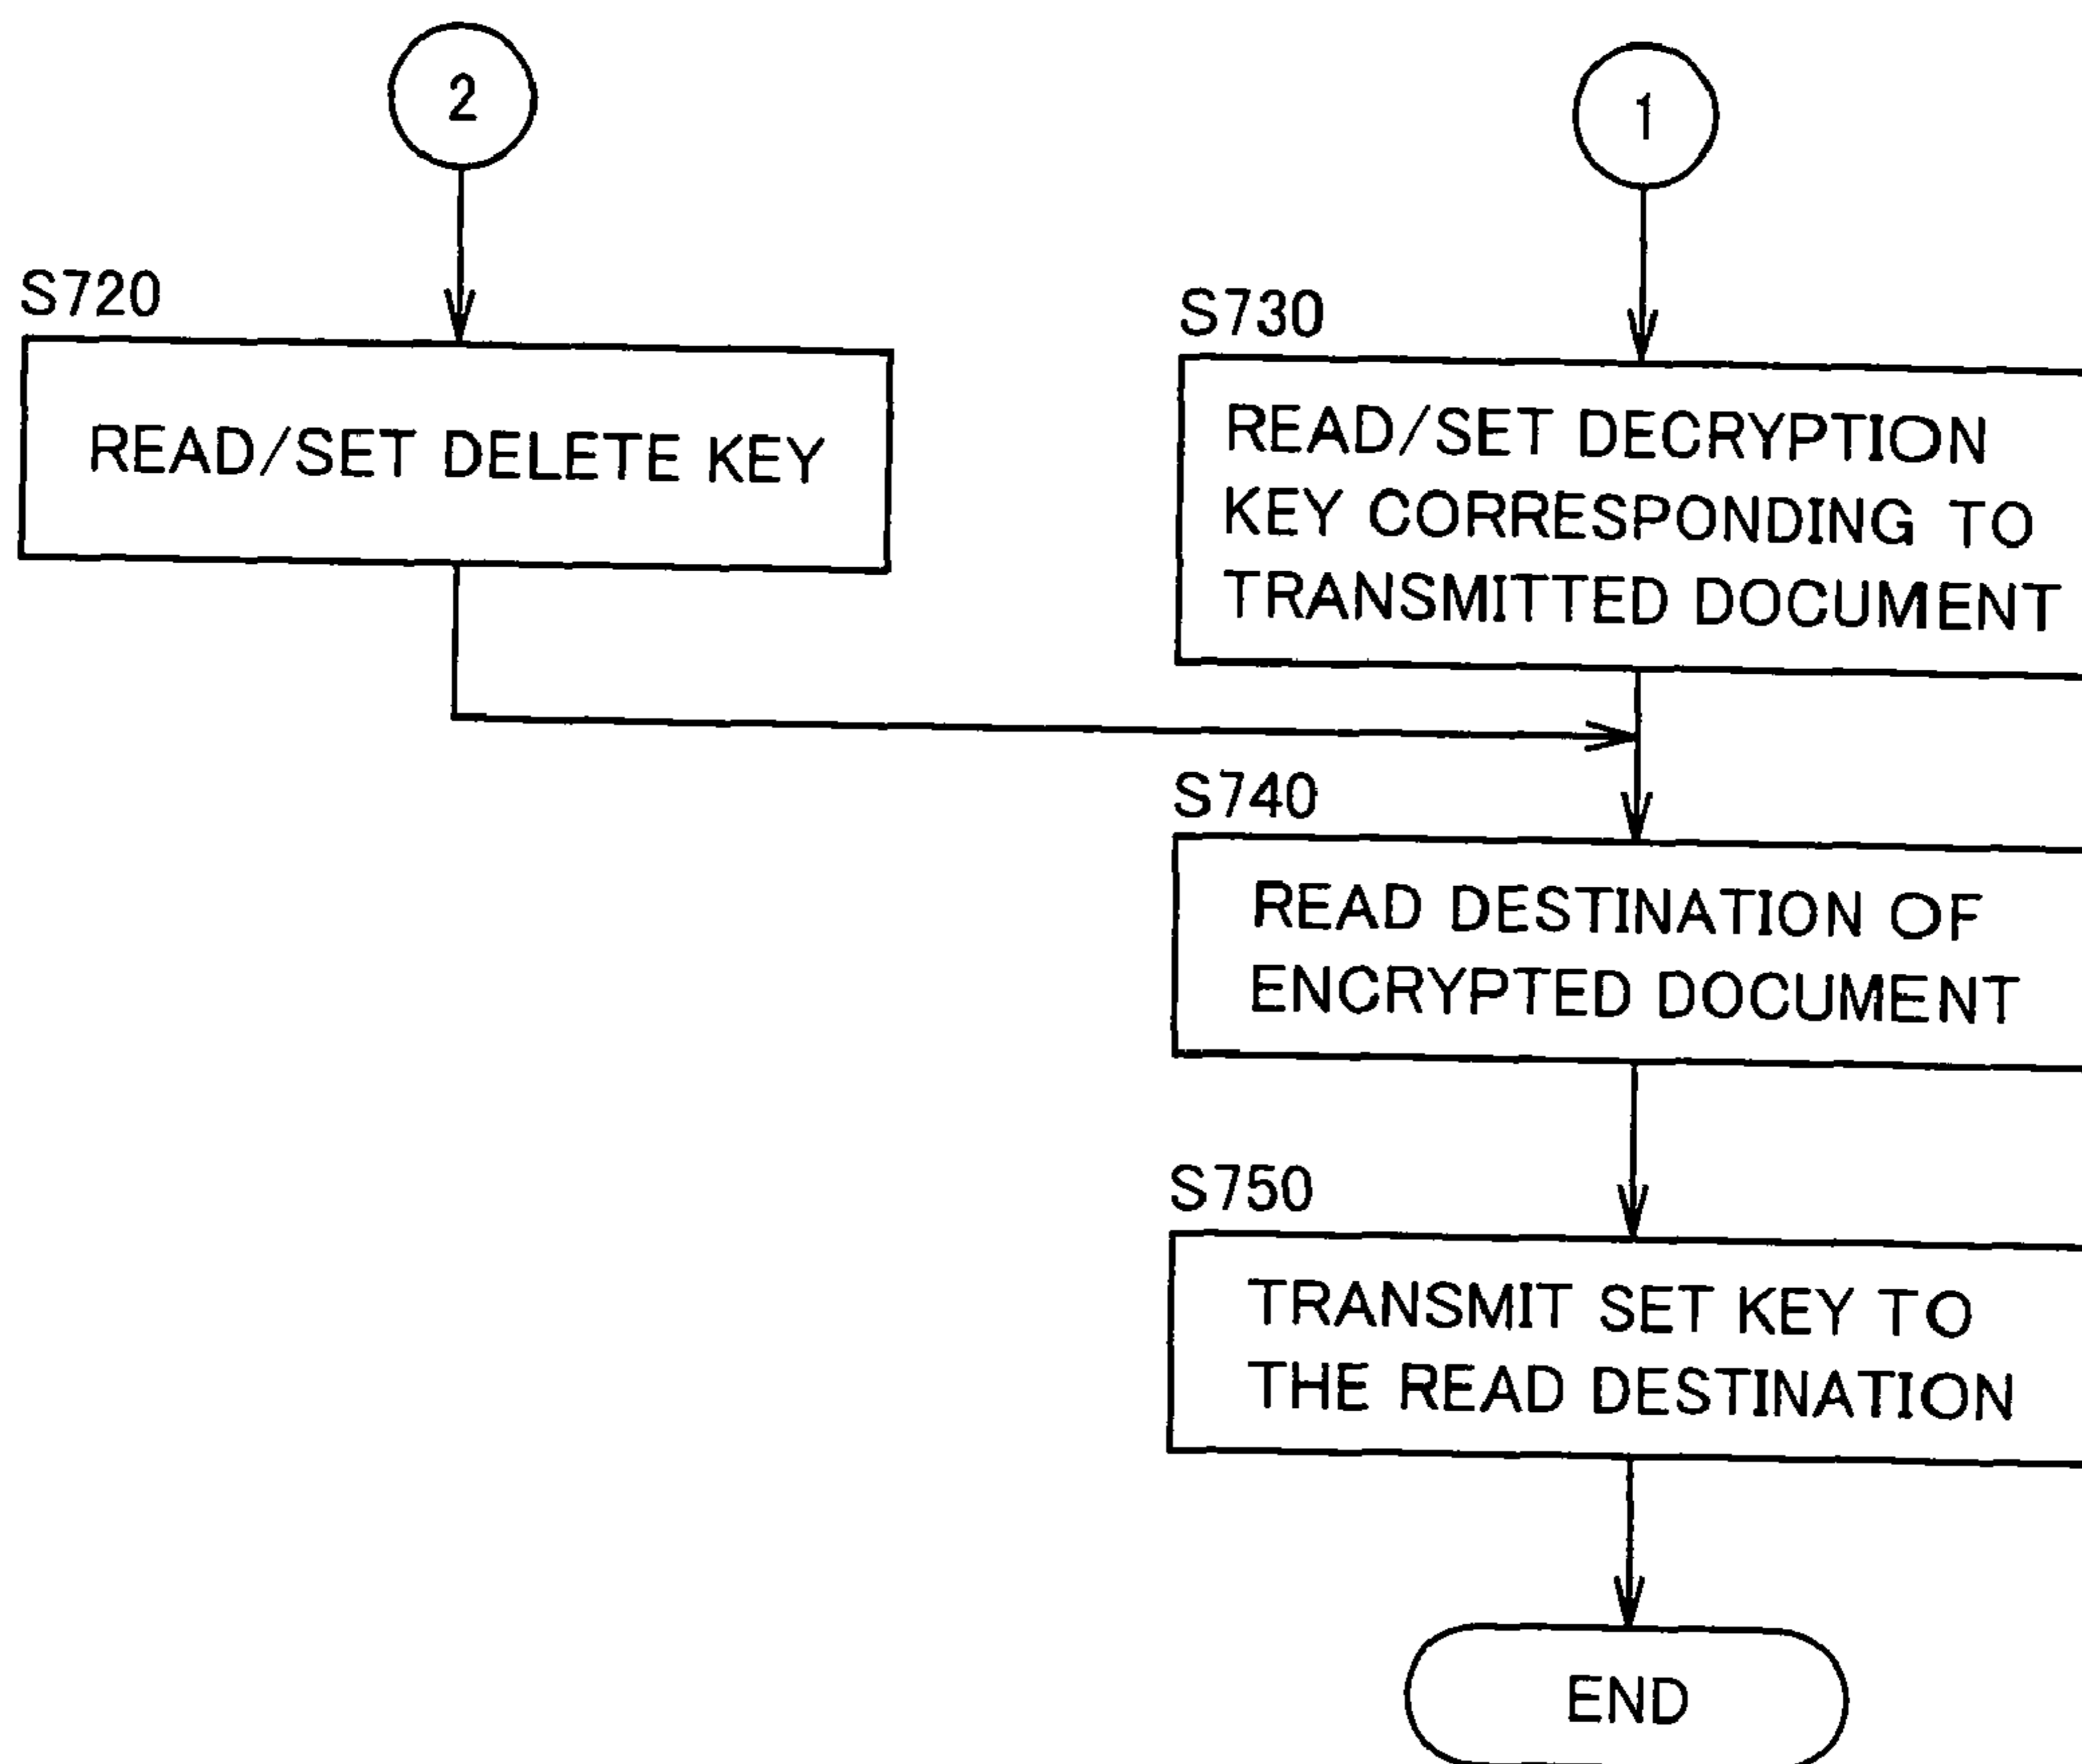 2
1
S720
READ/SET DELETE KEY
S730
READ/SET DECRYPTION
KEY CORRESPONDING TO
TRANSMITTED DOCUMENT
S740
READ DESTINATION OF
ENCRYPTED DOCUMENT
S750
TRANSMIT SET KEY TO
THE READ DESTINATION
END